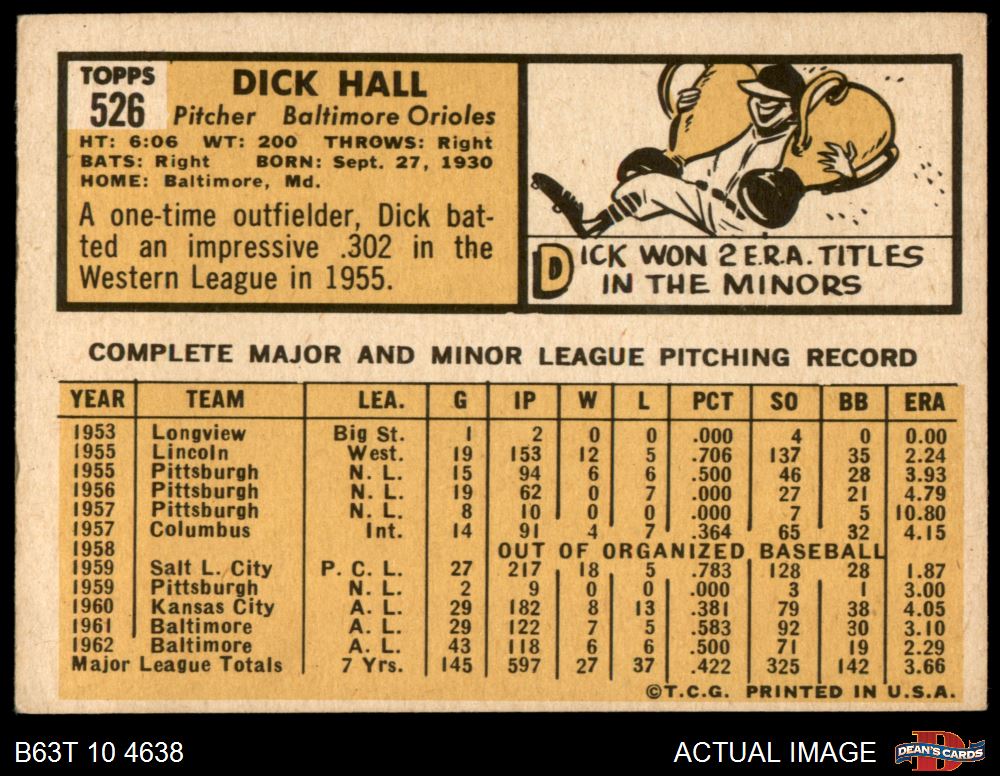 TOPPS
526
DICK HALL
Pitcher Baltimore Orioles
HT: 6:06 WT: 200 THROWS: Right
BATS: Right BORN: Sept. 27, 1930
HOME: Baltimore, Md.
A one-time outfielder, Dick bat-
ted an impressive .302 in the
Western League in 1955.
DICK WON 2 E.R.A. TITLES
IN THE MINORS
COMPLETE MAJOR AND MINOR LEAGUE PITCHING RECORD
YEAR TEAM LEA. G IP W L PCT SO BB ERA
1953 Longview Big St. 1 2 0 0 .000 4 0 0.00
1955 Lincoln West. 19 153 12 5 .706 137 35 2.24
1955 Pittsburgh N. L. 15 94 6 6 .500 46 28 3.93
1956 Pittsburgh N. L. 19 62 0 7 .000 27 21 4.79
1957 Pittsburgh N. L. 8 10 0 0 .000 7 5 10.80
1957 Columbus Int. 14 91 4 7 .364 65 32 4.15
1958 OUT OF ORGANIZED BASEBALL
1959 Salt L. City P. C. L. 27 217 18 5 .783 128 28 1.87
1959 Pittsburgh N. L. 2 9 0 0 .000 3 1 3.00
1960 Kansas City A. L. 29 182 8 13 .381 79 38 4.05
1961 Baltimore A. L. 29 122 7 5 .583 92 30 3.10
1962 Baltimore A. L. 43 118 6 6 .500 71 19 2.29
Major League Totals 7 Yrs. 145 597 27 37 .422 325 142 3.66
©T.C.G. PRINTED IN U.S.A.
B63T 10 4638
ACTUAL IMAGE
DEAN'S CARDS